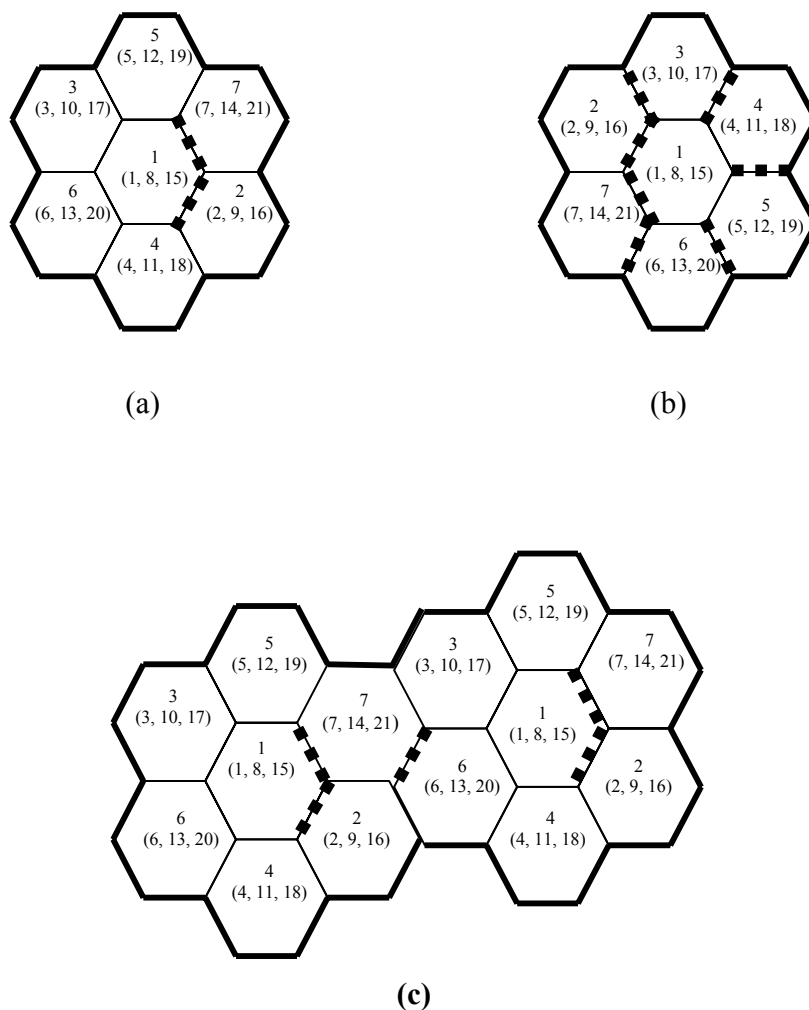 5
(5, 12, 19)
3
(3, 10, 17)
7
(7, 14, 21)
1
(1, 8, 15)
6
(6, 13, 20)
2
(2, 9, 16)
4
(4, 11, 18)
(a)
3
(3, 10, 17)
2
(2, 9, 16)
4
(4, 11, 18)
1
(1, 8, 15)
7
(7, 14, 21)
5
(5, 12, 19)
6
(6, 13, 20)
(b)
5
(5, 12, 19)
3
(3, 10, 17)
7
(7, 14, 21)
1
(1, 8, 15)
6
(6, 13, 20)
2
(2, 9, 16)
4
(4, 11, 18)
5
(5, 12, 19)
3
(3, 10, 17)
7
(7, 14, 21)
1
(1, 8, 15)
6
(6, 13, 20)
2
(2, 9, 16)
4
(4, 11, 18)
(c)